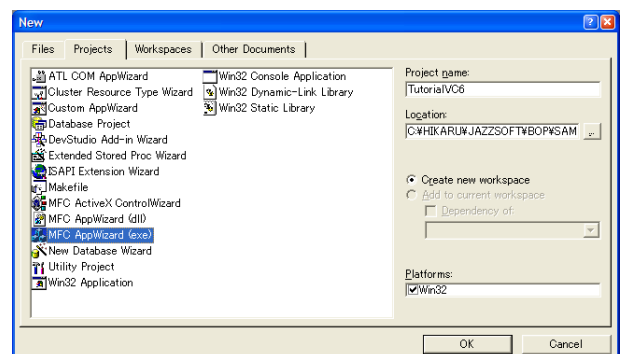 New
Files
Projects
Workspaces
Other Documents
ATL COM AppWizard
Cluster Resource Type Wizard
Custom AppWizard
Database Project
DevStudio Add-in Wizard
Extended Stored Proc Wizard
ISAPI Extension Wizard
Makefile
MFC ActiveX ControlWizard
MFC AppWizard (dll)
MFC AppWizard (exe)
New Database Wizard
Utility Project
Win32 Application
Win32 Console Application
Win32 Dynamic-Link Library
Win32 Static Library
Project name:
TutorialVC6
Location:
C:¥HIKARU¥JAZZSOFT¥BOP¥SAM
...
Create new workspace
Add to current workspace
Dependency of:
Platforms:
Win32
OK
Cancel